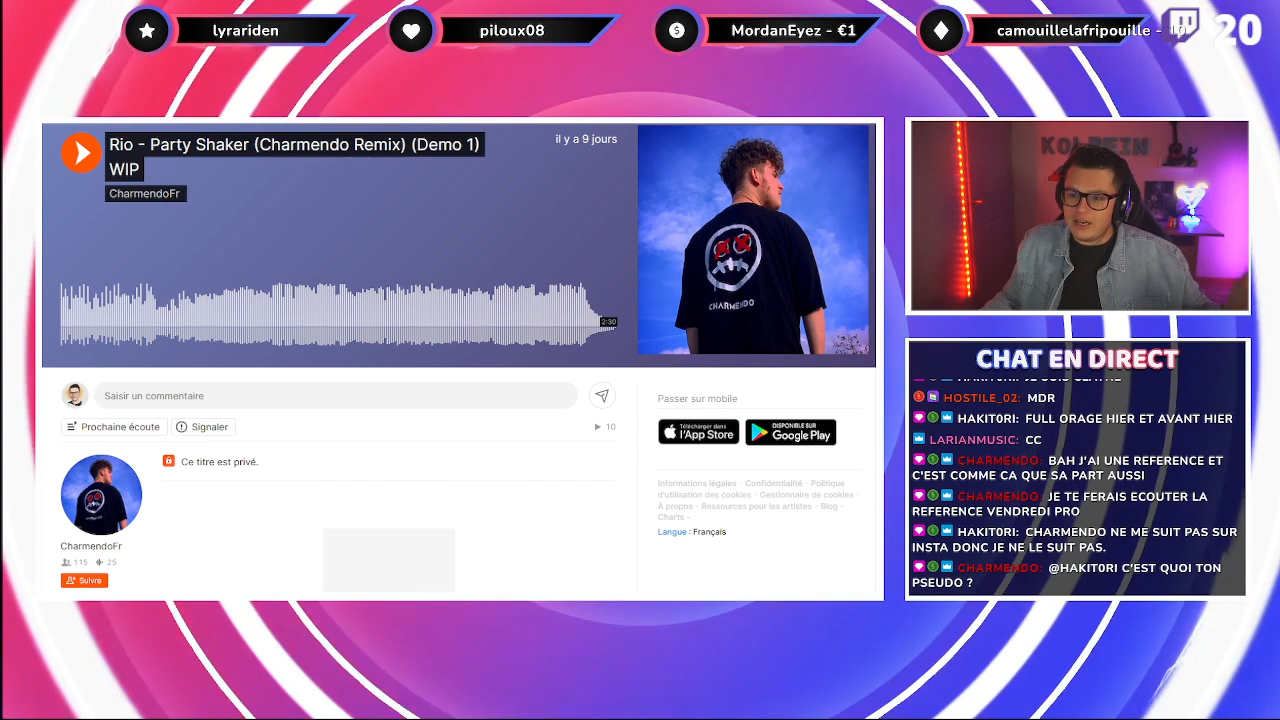 lyrariden
piloux08
MordanEyez - €1
camouillelafripouille -
20
Rio - Party Shaker (Charmendo Remix) (Demo 1)
WIP
CharmendoFr
il y a 9 jours
2:30
CHARMENDO
Saisir un commentaire
Prochaine écoute
Signaler
10
Ce titre est privé.
CharmendoFr
115
25
Suivre
Passer sur mobile
Télécharger dans
l'App Store
DISPONIBLE SUR
Google Play
Informations légales - Confidentialité - Politique
d'utilisation des cookies - Gestionnaire de cookies -
À propos - Ressources pour les artistes - Blog -
Charts -
Langue : Français
KOLDFIN
CHAT EN DIRECT
HOSTILE_02: MDR
HAKIT0RI: FULL ORAGE HIER ET AVANT HIER
LARIANMUSIC: CC
CHARMENDO: BAH J'AI UNE REFERENCE ET
C'EST COMME CA QUE SA PART AUSSI
CHARMENDO: JE TE FERAIS ECOUTER LA
REFERENCE VENDREDI PRO
HAKIT0RI: CHARMENDO NE ME SUIT PAS SUR
INSTA DONC JE NE LE SUIT PAS.
CHARMENDO: @HAKIT0RI C'EST QUOI TON
PSEUDO ?